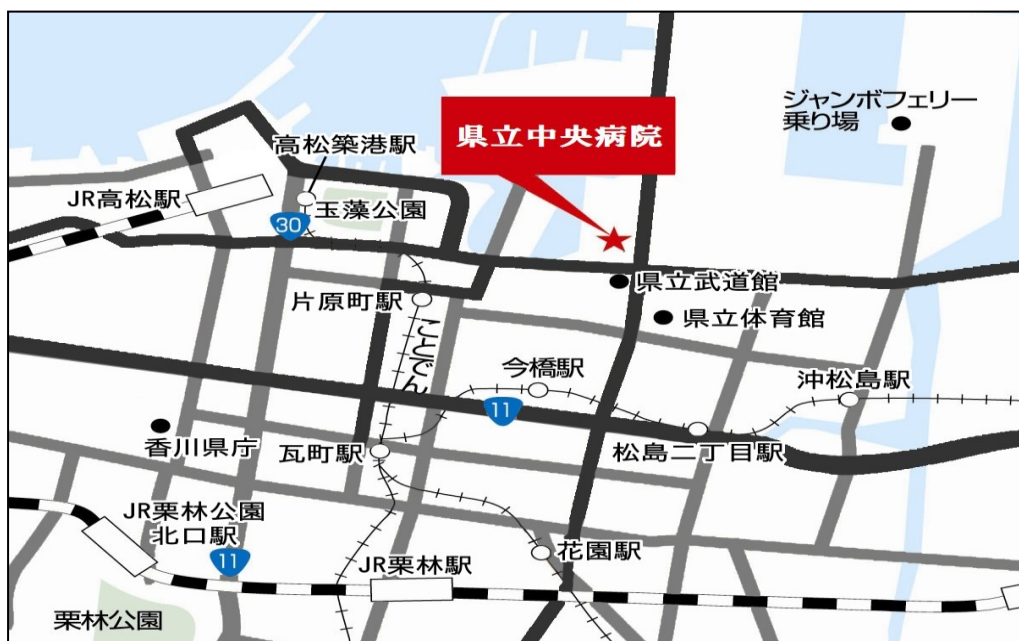 ジャンボフェリー
乗り場
県立中央病院
高松築港駅
JR高松駅
玉藻公園
30
県立武道館
片原町駅
県立体育館
ことでん
今橋駅
沖松島駅
11
香川県庁
瓦町駅
松島二丁目駅
JR栗林公園
北口駅
11
JR栗林駅
花園駅
栗林公園